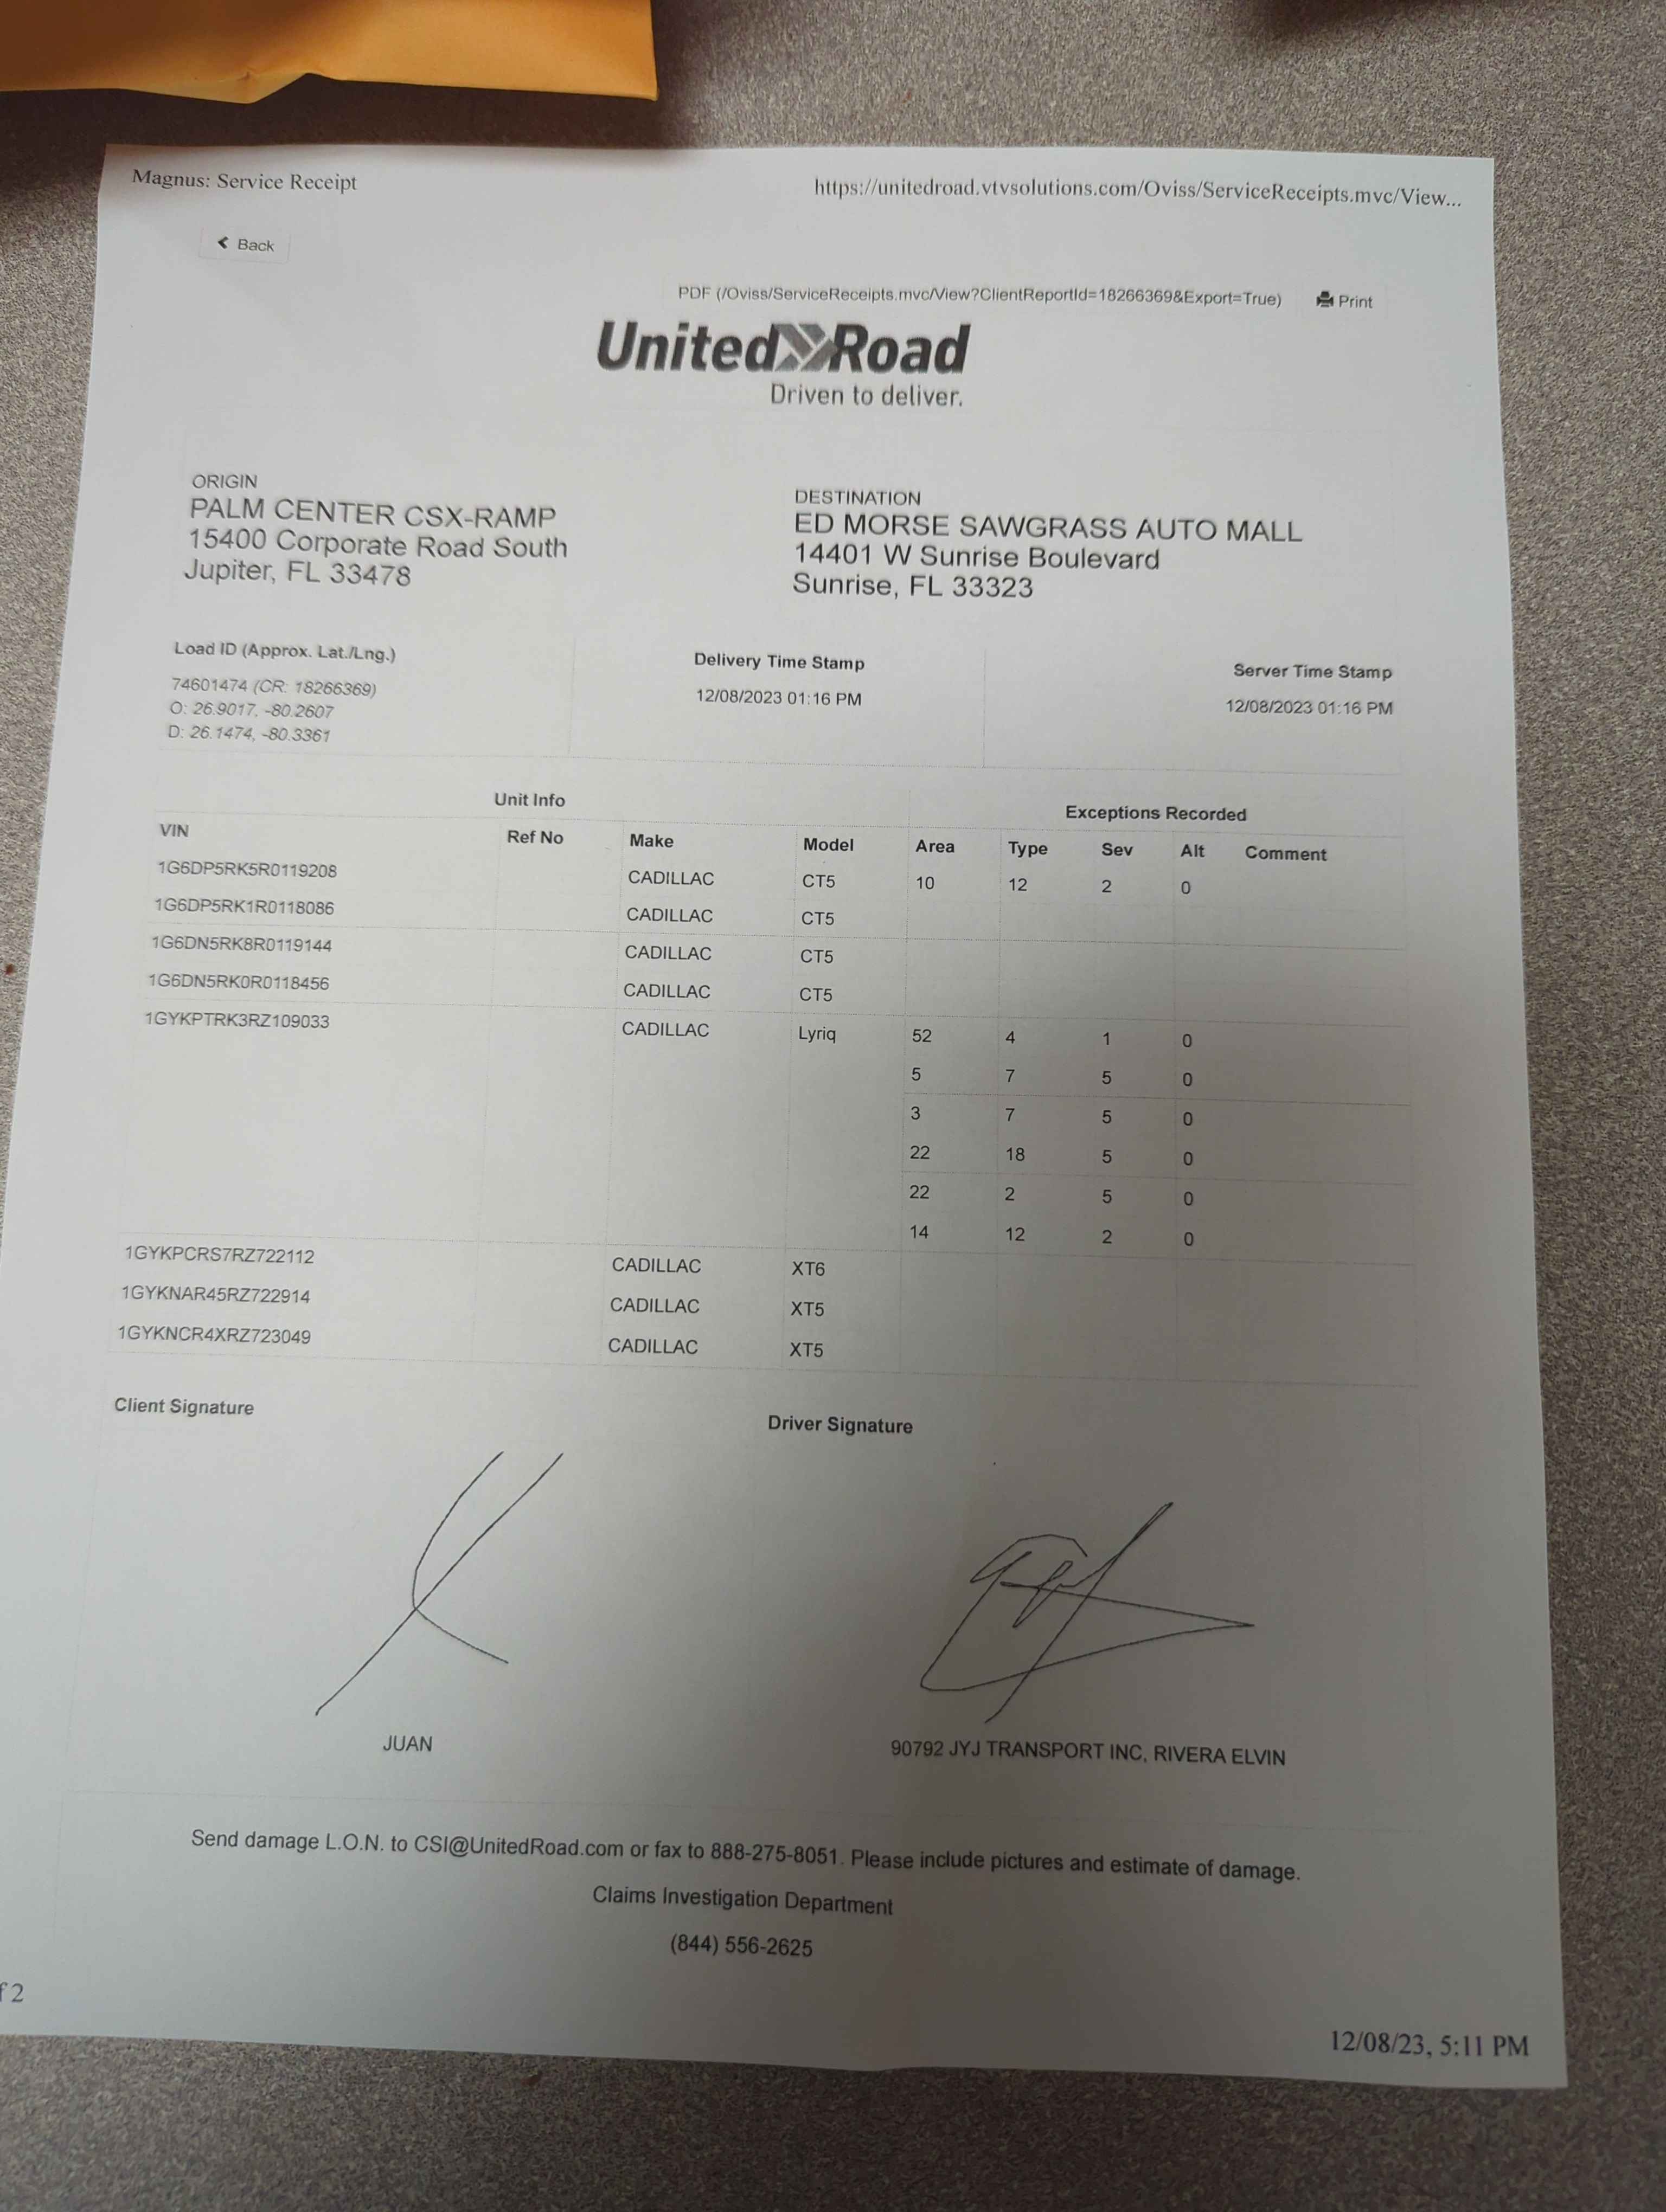 Magnus: Service Receipt https://unitedroad.vtvsolutions.com/Oviss/ServiceReceipts.mvc/View...
Back
PDF (/Oviss/ServiceReceipts.mvc/View?ClientReportId=18266369&Export=True) Print
United Road
Driven to deliver.
ORIGIN
PALM CENTER CSX-RAMP
15400 Corporate Road South
Jupiter, FL 33478
DESTINATION
ED MORSE SAWGRASS AUTO MALL
14401 W Sunrise Boulevard
Sunrise, FL 33323
Load ID (Approx. Lat./Lng.)
74601474 (CR: 18266369)
O: 26.9017, -80.2607
D: 26.1474, -80.3361
Delivery Time Stamp
12/08/2023 01:16 PM
Server Time Stamp
12/08/2023 01:16 PM
Unit Info Exceptions Recorded
VIN Ref No Make Model Area Type Sev Alt Comment
1G6DP5RK5R0119208 CADILLAC CT5 10 12 2 0
1G6DP5RK1R0118086 CADILLAC CT5
1G6DN5RK8R0119144 CADILLAC CT5
1G6DN5RK0R0118456 CADILLAC CT5
1GYKPTRK3RZ109033 CADILLAC Lyriq 52 4 1 0
5 7 5 0
3 7 5 0
22 18 5 0
22 2 5 0
14 12 2 0
1GYKPCRS7RZ722112 CADILLAC XT6
1GYKNAR45RZ722914 CADILLAC XT5
1GYKNCR4XRZ723049 CADILLAC XT5
Client Signature Driver Signature
JUAN 90792 JYJ TRANSPORT INC, RIVERA ELVIN
Send damage L.O.N. to CSI@UnitedRoad.com or fax to 888-275-8051. Please include pictures and estimate of damage.
Claims Investigation Department
(844) 556-2625
f 2
12/08/23, 5:11 PM